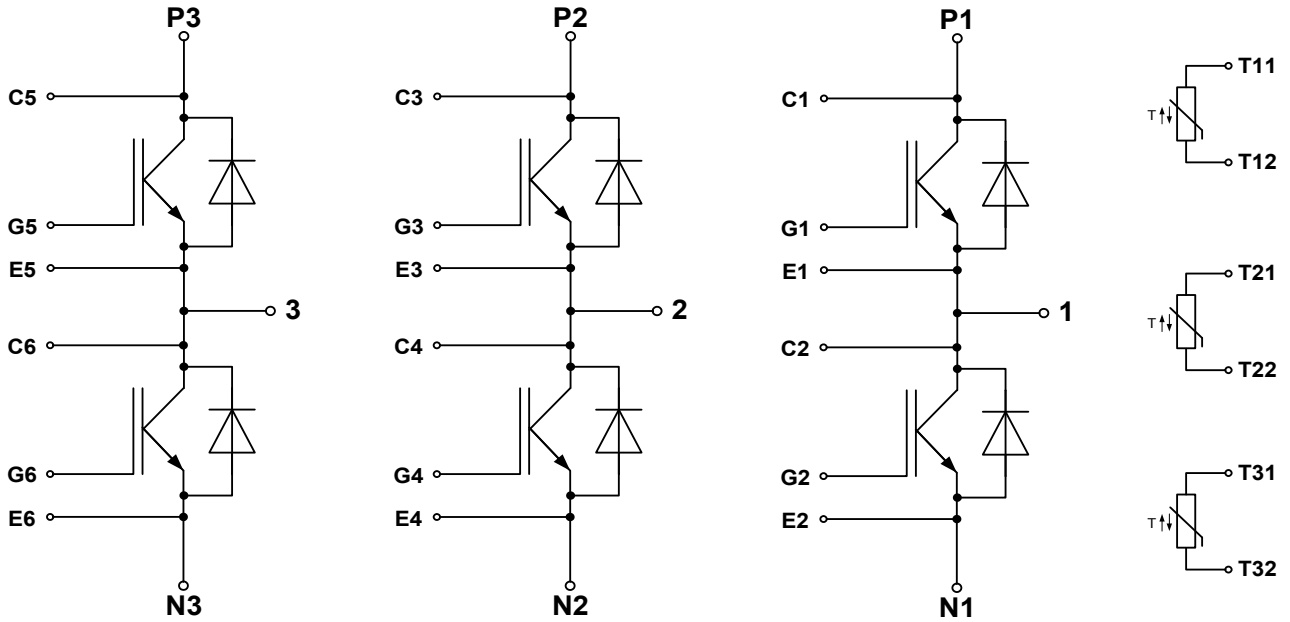 P3 P2 P1
C5 C3 C1 T11
T
T12
G5 G3 G1
E5 E3 E1 T21
3 2 1
T
C6 C4 C2
T22
G6 G4 G2 T31
E6 E4 E2
T
T32
N3 N2 N1